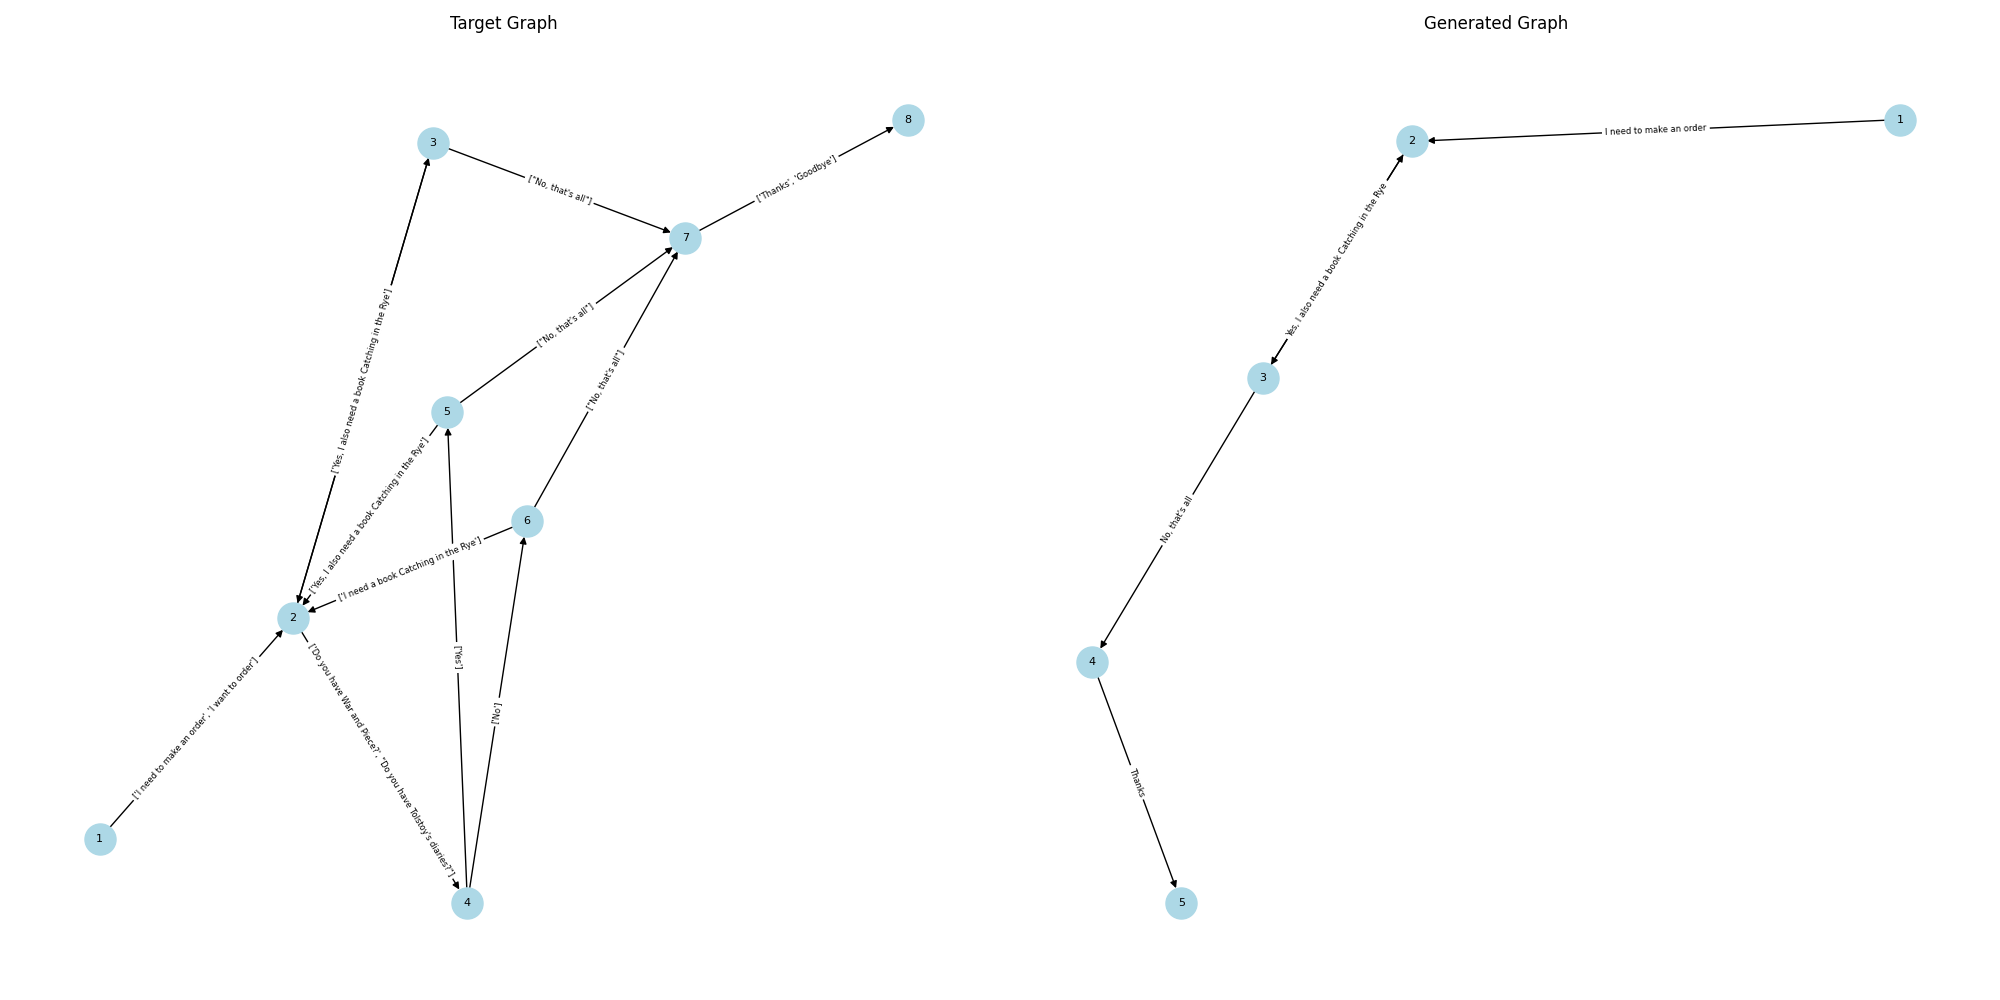 Target Graph
8
3
["No, that's all"]
['Thanks', 'Goodbye']
7
['Yes, I also need a book Catching in the Rye']
["No, that's all"]
["No, that's all"]
5
['Yes, I also need a book Catching in the Rye']
6
['I need a book Catching in the Rye']
2
['Yes']
['No']
['I need to make an order', 'I want to order']
['Do you have War and Piece?', "Do you have Tolstoy's diaries?"]
1
4
Generated Graph
1
I need to make an order
2
Yes, I also need a book Catching in the Rye
3
No, that's all
4
Thanks
5